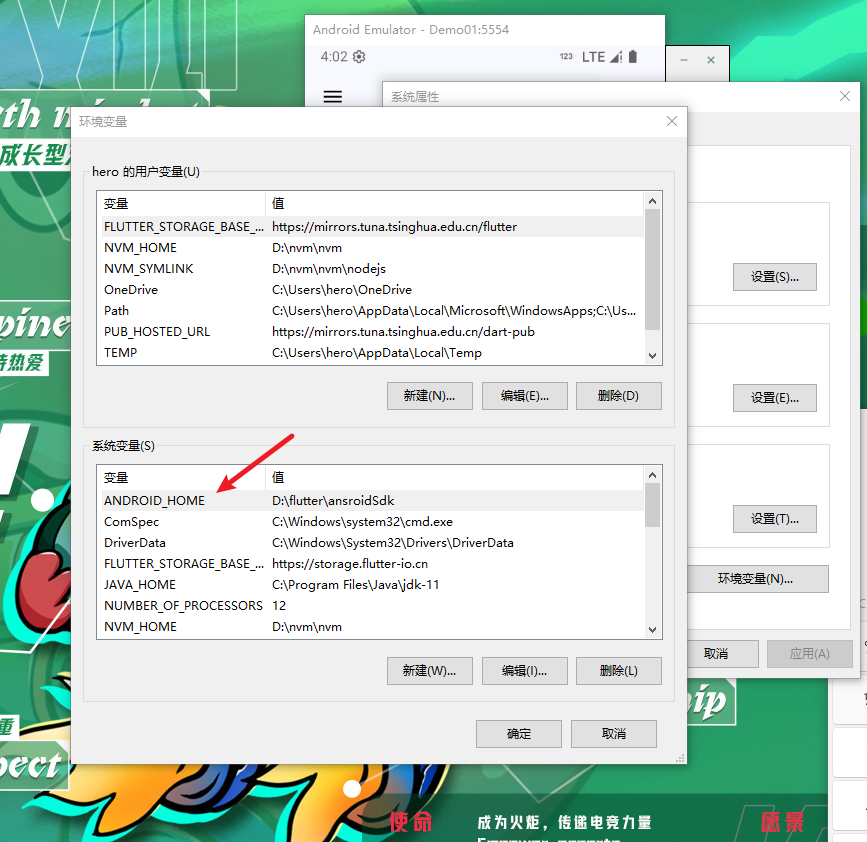 Android Emulator - Demo01:5554
4:02
123 LTE
系统属性
环境变量
hero 的用户变量(U)
变量 值
FLUTTER_STORAGE_BASE_... https://mirrors.tuna.tsinghua.edu.cn/flutter
NVM_HOME D:\nvm\nvm
NVM_SYMLINK D:\nvm\nvm\nodejs
OneDrive C:\Users\hero\OneDrive
Path C:\Users\hero\AppData\Local\Microsoft\WindowsApps;C:\Us...
PUB_HOSTED_URL https://mirrors.tuna.tsinghua.edu.cn/dart-pub
TEMP C:\Users\hero\AppData\Local\Temp
新建(N)... 编辑(E)... 删除(D)
系统变量(S)
变量 值
ANDROID_HOME D:\flutter\ansroidSdk
ComSpec C:\Windows\system32\cmd.exe
DriverData C:\Windows\System32\Drivers\DriverData
FLUTTER_STORAGE_BASE_... https://storage.flutter-io.cn
JAVA_HOME C:\Program Files\Java\jdk-11
NUMBER_OF_PROCESSORS 12
NVM_HOME D:\nvm\nvm
新建(W)... 编辑(I)... 删除(L)
确定 取消
设置(S)...
设置(E)...
设置(T)...
环境变量(N)...
取消 应用(A)
成长型
持热爱
重
使命
成为火炬，传递电竞力量
愿景